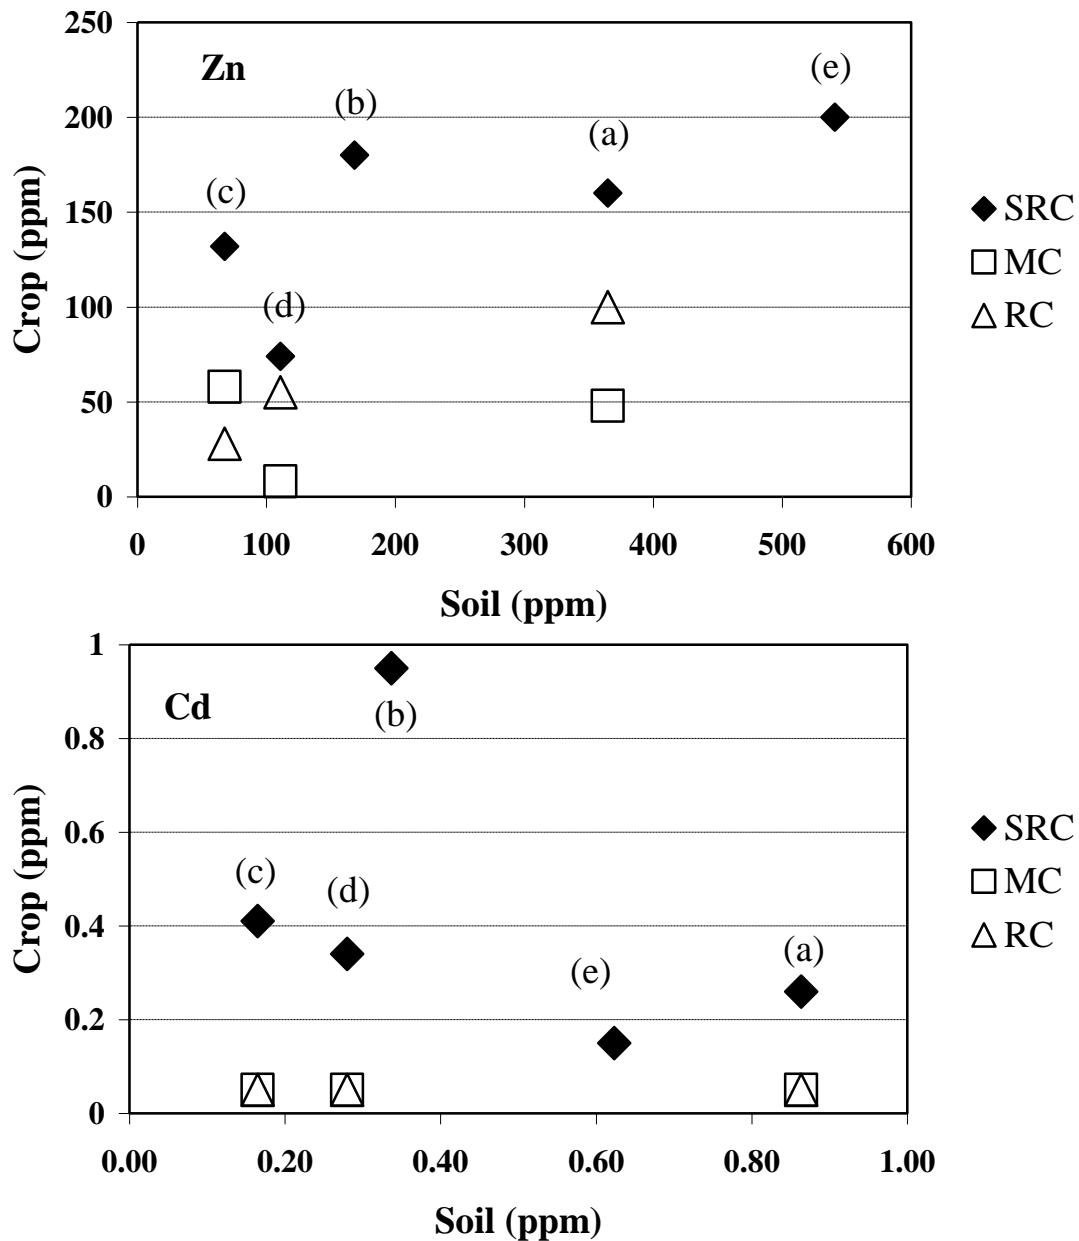 250
Zn
(e)
(b)
200
(a)
(c)
150
Crop (ppm)
SRC
MC
RC
(d)
100
50
0
0 100 200 300 400 500 600
Soil (ppm)
1
Cd
(b)
0.8
Crop (ppm)
SRC
MC
RC
0.6
(c)
(d)
0.4
(e)
(a)
0.2
0
0.00 0.20 0.40 0.60 0.80 1.00
Soil (ppm)